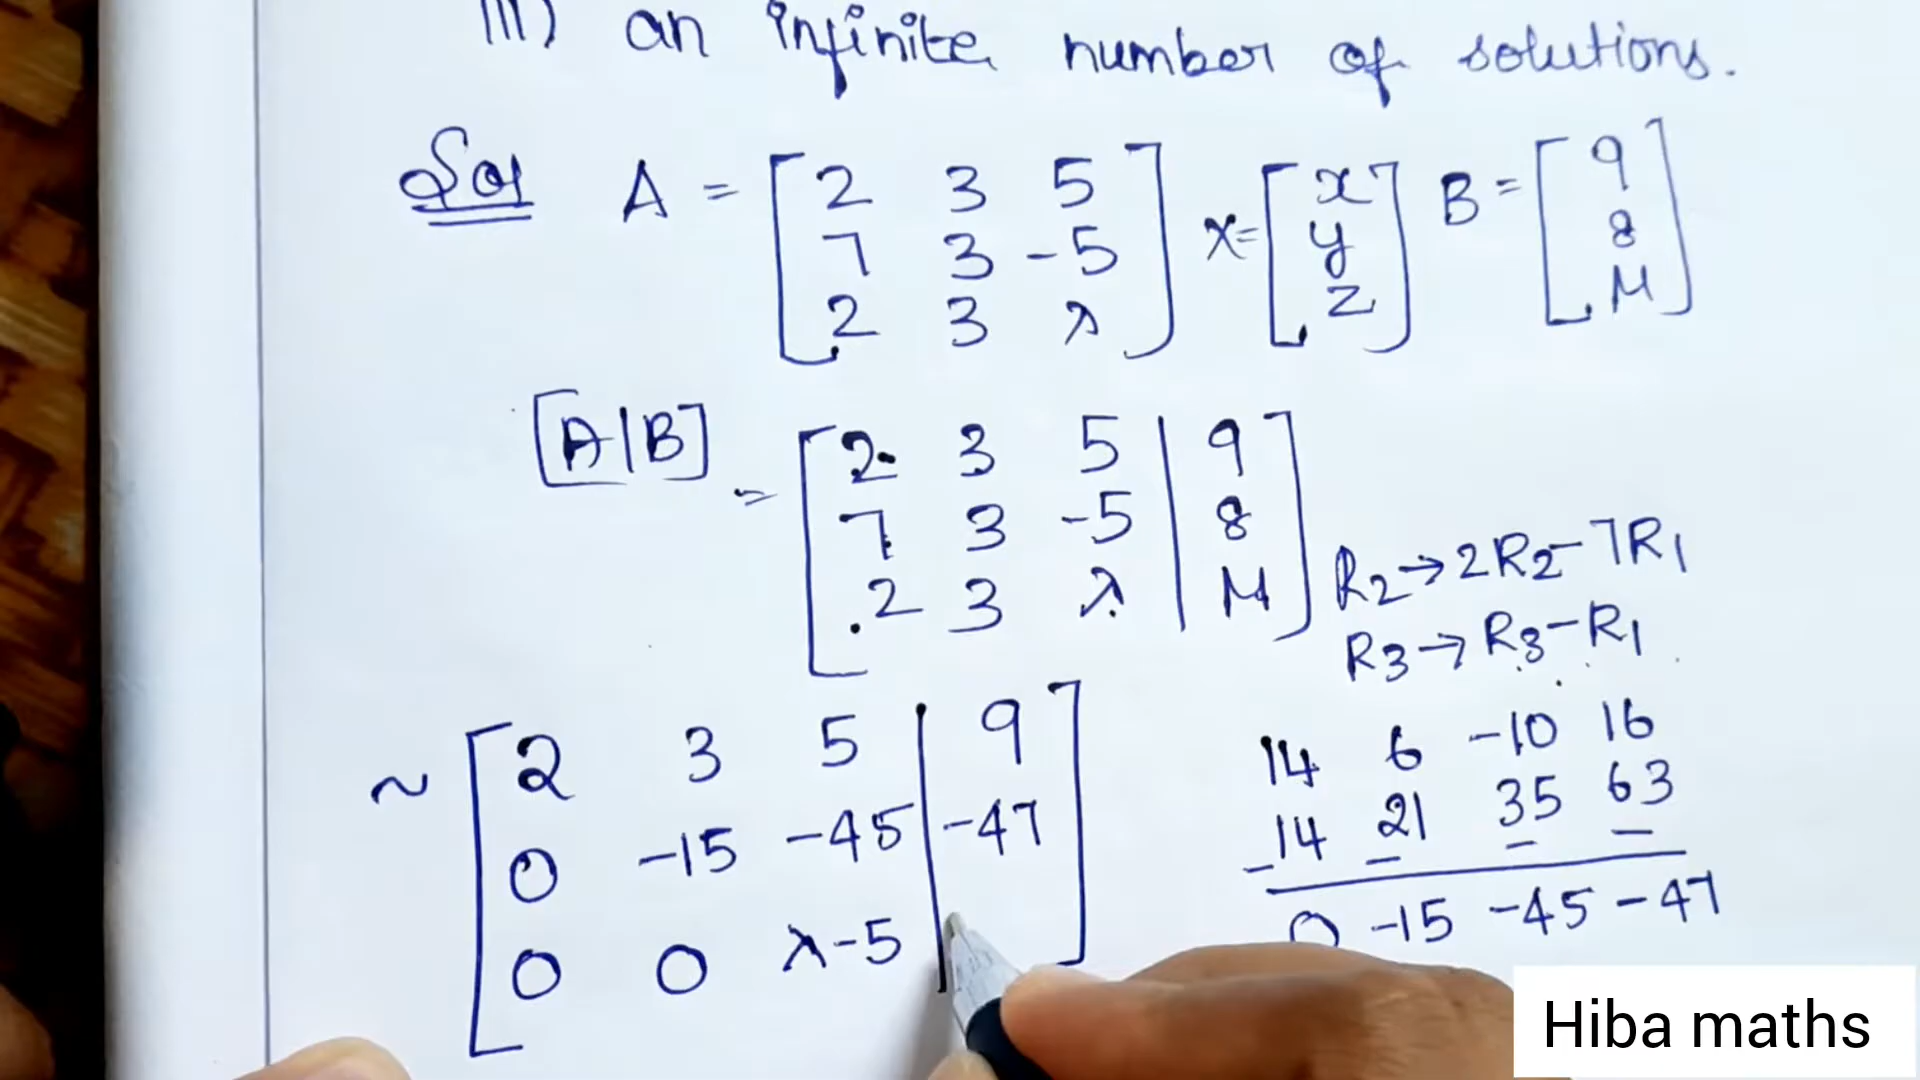 III) an infinite number of solutions.
Sol A = [2 3 5 X= [x B = [9
7 3 -5 y 8
2 3 λ] z] M]
[A|B] = [2 3 5 | 9
7 3 -5 | 8
2 3 λ | M]
R2→2R2-7R1
R3→R3-R1
~ [2 3 5 | 9
0 -15 -45 | -47
0 0 λ-5 | ]
14 6 -10 16
-14 -21 -35 -63
0 -15 -45 -47
Hiba maths